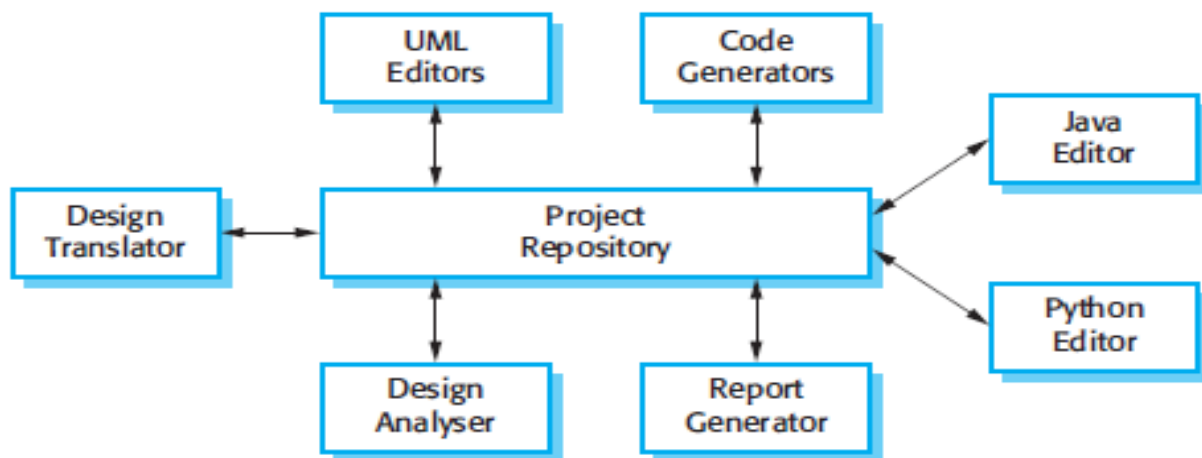 UML
Editors
Code
Generators
Java
Editor
Design
Translator
Project
Repository
Python
Editor
Design
Analyser
Report
Generator